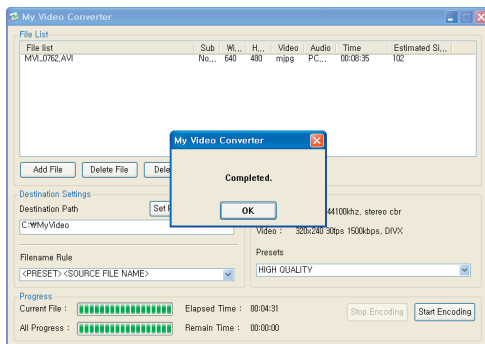 My Video Converter
File List
File list Sub Wi,,, H,,, Video Audio Time Estimated Si,,,
MVI_0762,AVI No,,, 640 480 mjpg PC,,, 00:08:35 102
My Video Converter
Completed.
OK
Add File Delete File Dele
Destination Settings
Destination Path Set
C:₩MyVideo
44100khz, stereo cbr
Video : 320x240 30fps 1500kbps, DIVX
Filename Rule
<PRESET> <SOURCE FILE NAME>
Presets
HIGH QUALITY
Progress
Current File : Elapsed Time : 00:04:31
All Progress : Remain Time : 00:00:00
Stop Encoding Start Encoding